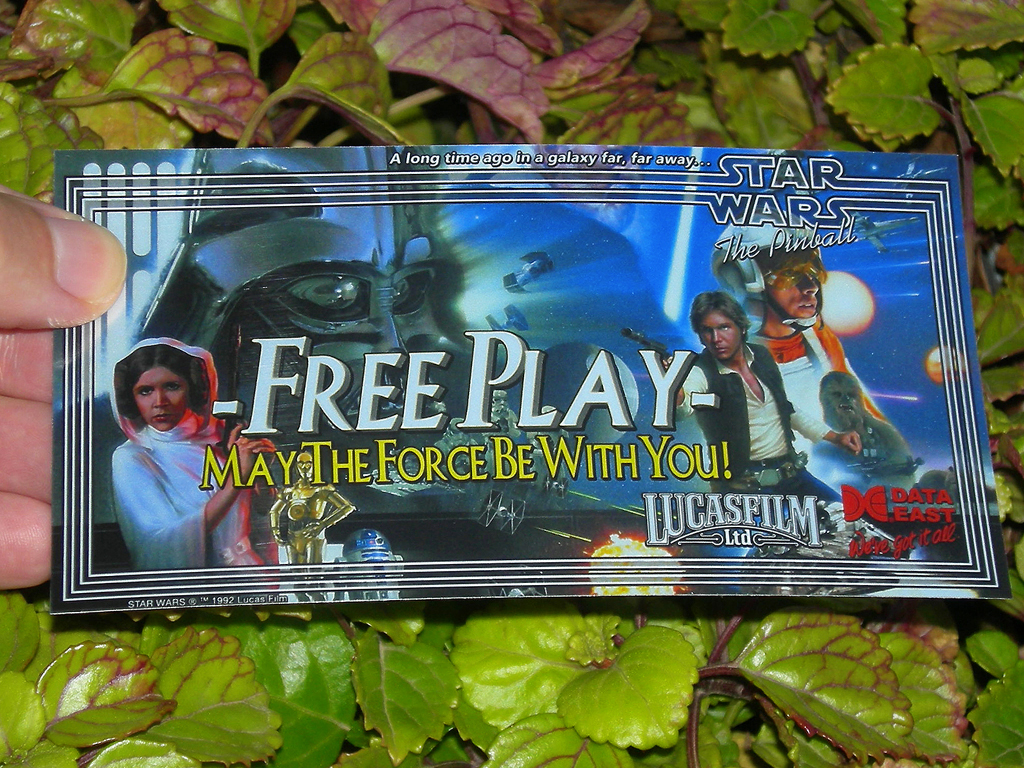 A long time ago in a galaxy far, far away...
STAR
WARS
The Pinball
-FREE PLAY-
MAY THE FORCE BE WITH YOU!
LUCASFILM
Ltd
DATA
EAST
We've got it all
STAR WARS ® ™ 1992 Lucas Film